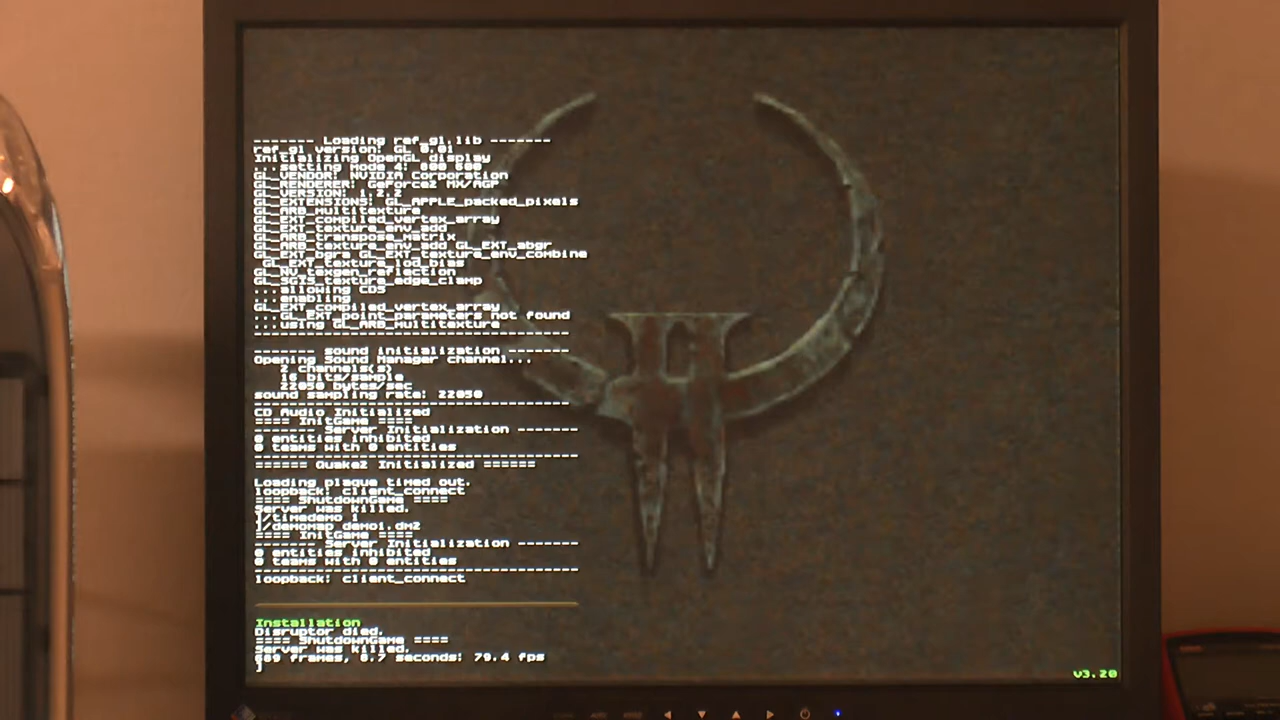 ------- Loading ref_gl.lib -------
ref_gl version: GL 0.01
Initializing OpenGL display
...setting mode 4: 800 600
GL_VENDOR: NVIDIA Corporation
GL_RENDERER: GeForce2 MX/AGP
GL_VERSION: 1.2.2
GL_EXTENSIONS: GL_APPLE_packed_pixels
GL_ARB_multitexture
GL_EXT_compiled_vertex_array
GL_EXT_texture_env_add
GL_ARB_transpose_matrix
GL_ARB_texture_env_add GL_EXT_abgr
GL_EXT_bgra GL_EXT_texture_env_combine
GL_EXT_texture_lod_bias
GL_NV_texgen_reflection
GL_SGIS_texture_edge_clamp
...allowing CDS
...enabling
GL_EXT_compiled_vertex_array
...GL_EXT_point_parameters not found
...using GL_ARB_multitexture
------------------------------------
------- sound initialization -------
Opening Sound Manager channel...
2 channels(s)
16 bits/sample
22050 bytes/sec
sound sampling rate: 22050
------------------------------------
CD Audio Initialized
==== InitGame ====
------- Server Initialization -------
0 entities inhibited
0 teams with 0 entities
-------------------------------------
====== Quake2 Initialized ======
Loading plaque timed out.
loopback: client_connect
==== ShutdownGame ====
Server was killed.
]/timedemo 1
]/demomap demo1.dm2
==== InitGame ====
------- Server Initialization -------
0 entities inhibited
0 teams with 0 entities
-------------------------------------
loopback: client_connect
Installation
Disruptor died.
==== ShutdownGame ====
Server was killed.
689 frames, 8.7 seconds: 79.4 fps
]
v3.20